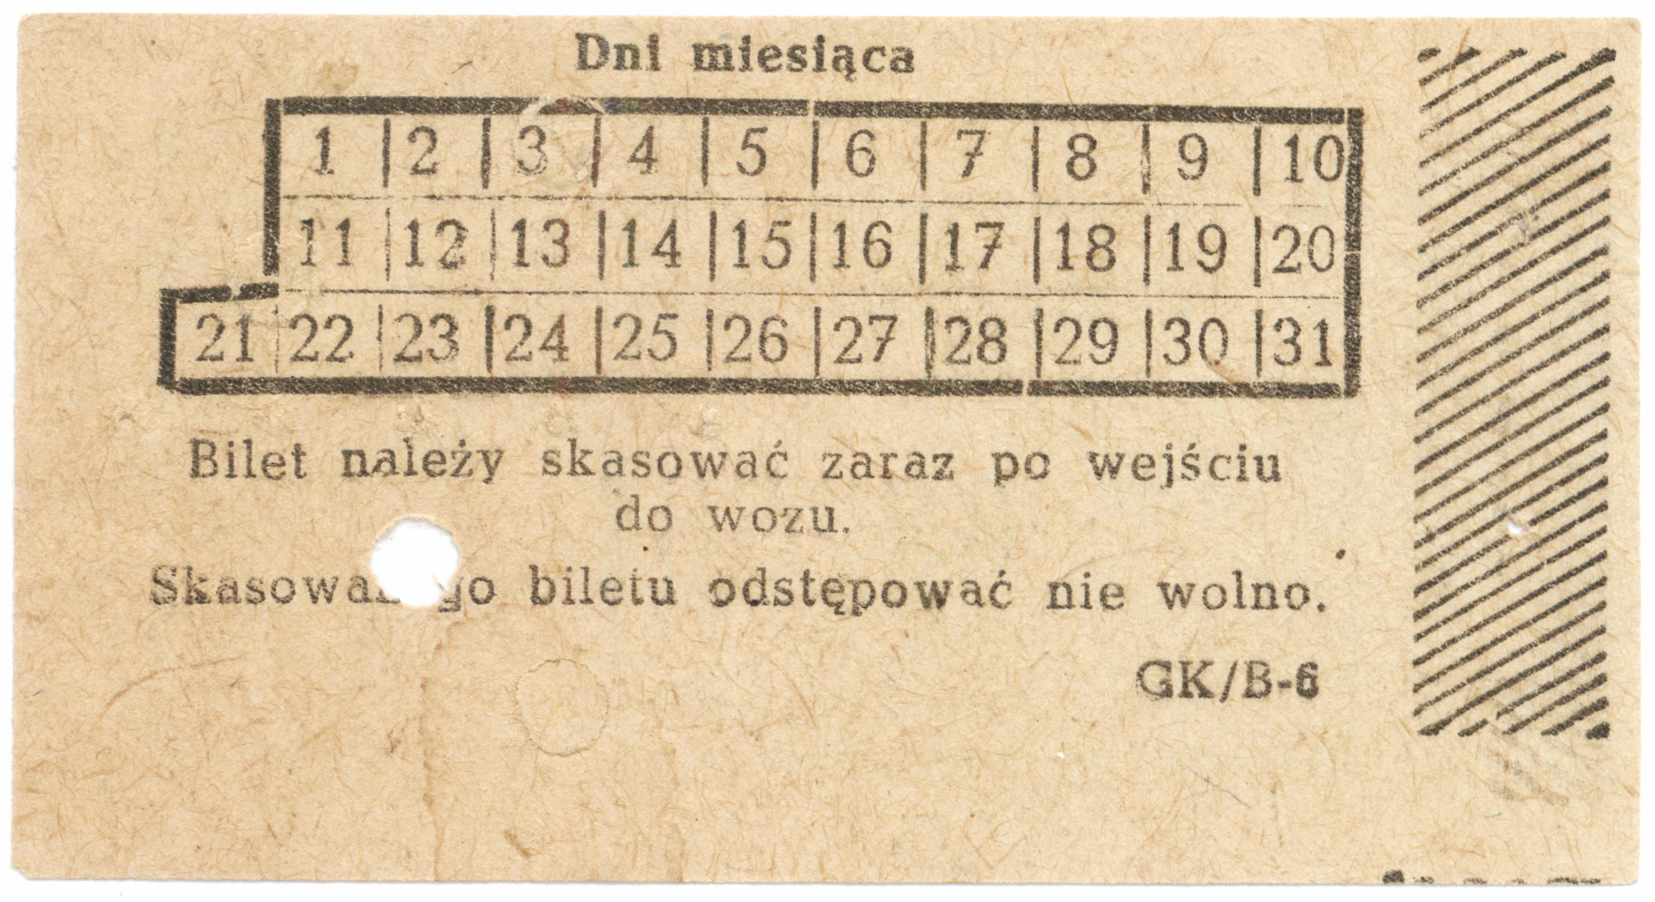 Dni miesiąca
1 2 3 4 5 6 7 8 9 10
11 12 13 14 15 16 17 18 19 20
21 22 23 24 25 26 27 28 29 30 31
Bilet należy skasować zaraz po wejściu
do wozu.
biletu odstępować nie wolno.
GK/B-6